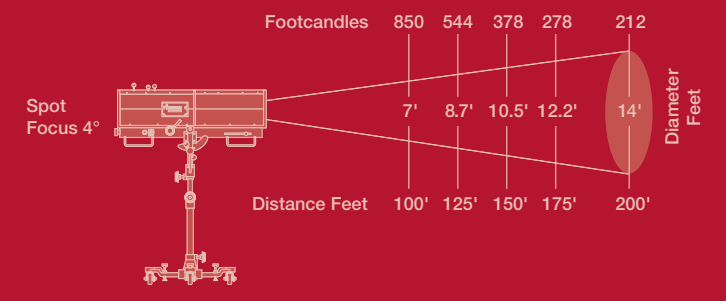 Footcandles 850 544 378 278 212
Spot
Focus 4°
7' 8.7' 10.5' 12.2' 14'
Diameter
Feet
Distance Feet 100' 125' 150' 175' 200'